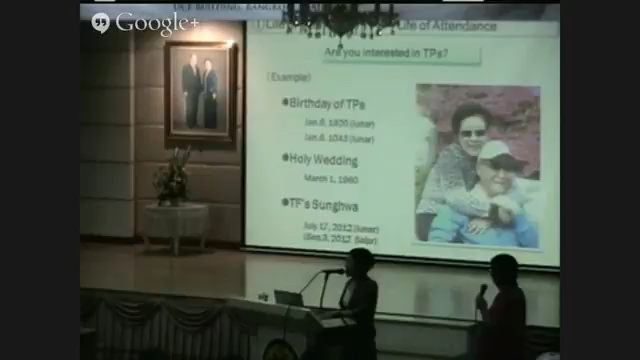 Google+
Life of Attendance
Are you interested in TPs?
(Example)
Birthday of TPs
Jan.6, 1920 (lunar)
Jan.6, 1943 (lunar)
Holy Wedding
March 1, 1960
TF's Sunghwa
July 17, 2012 (lunar)
(Sep.3, 2012 Solar)